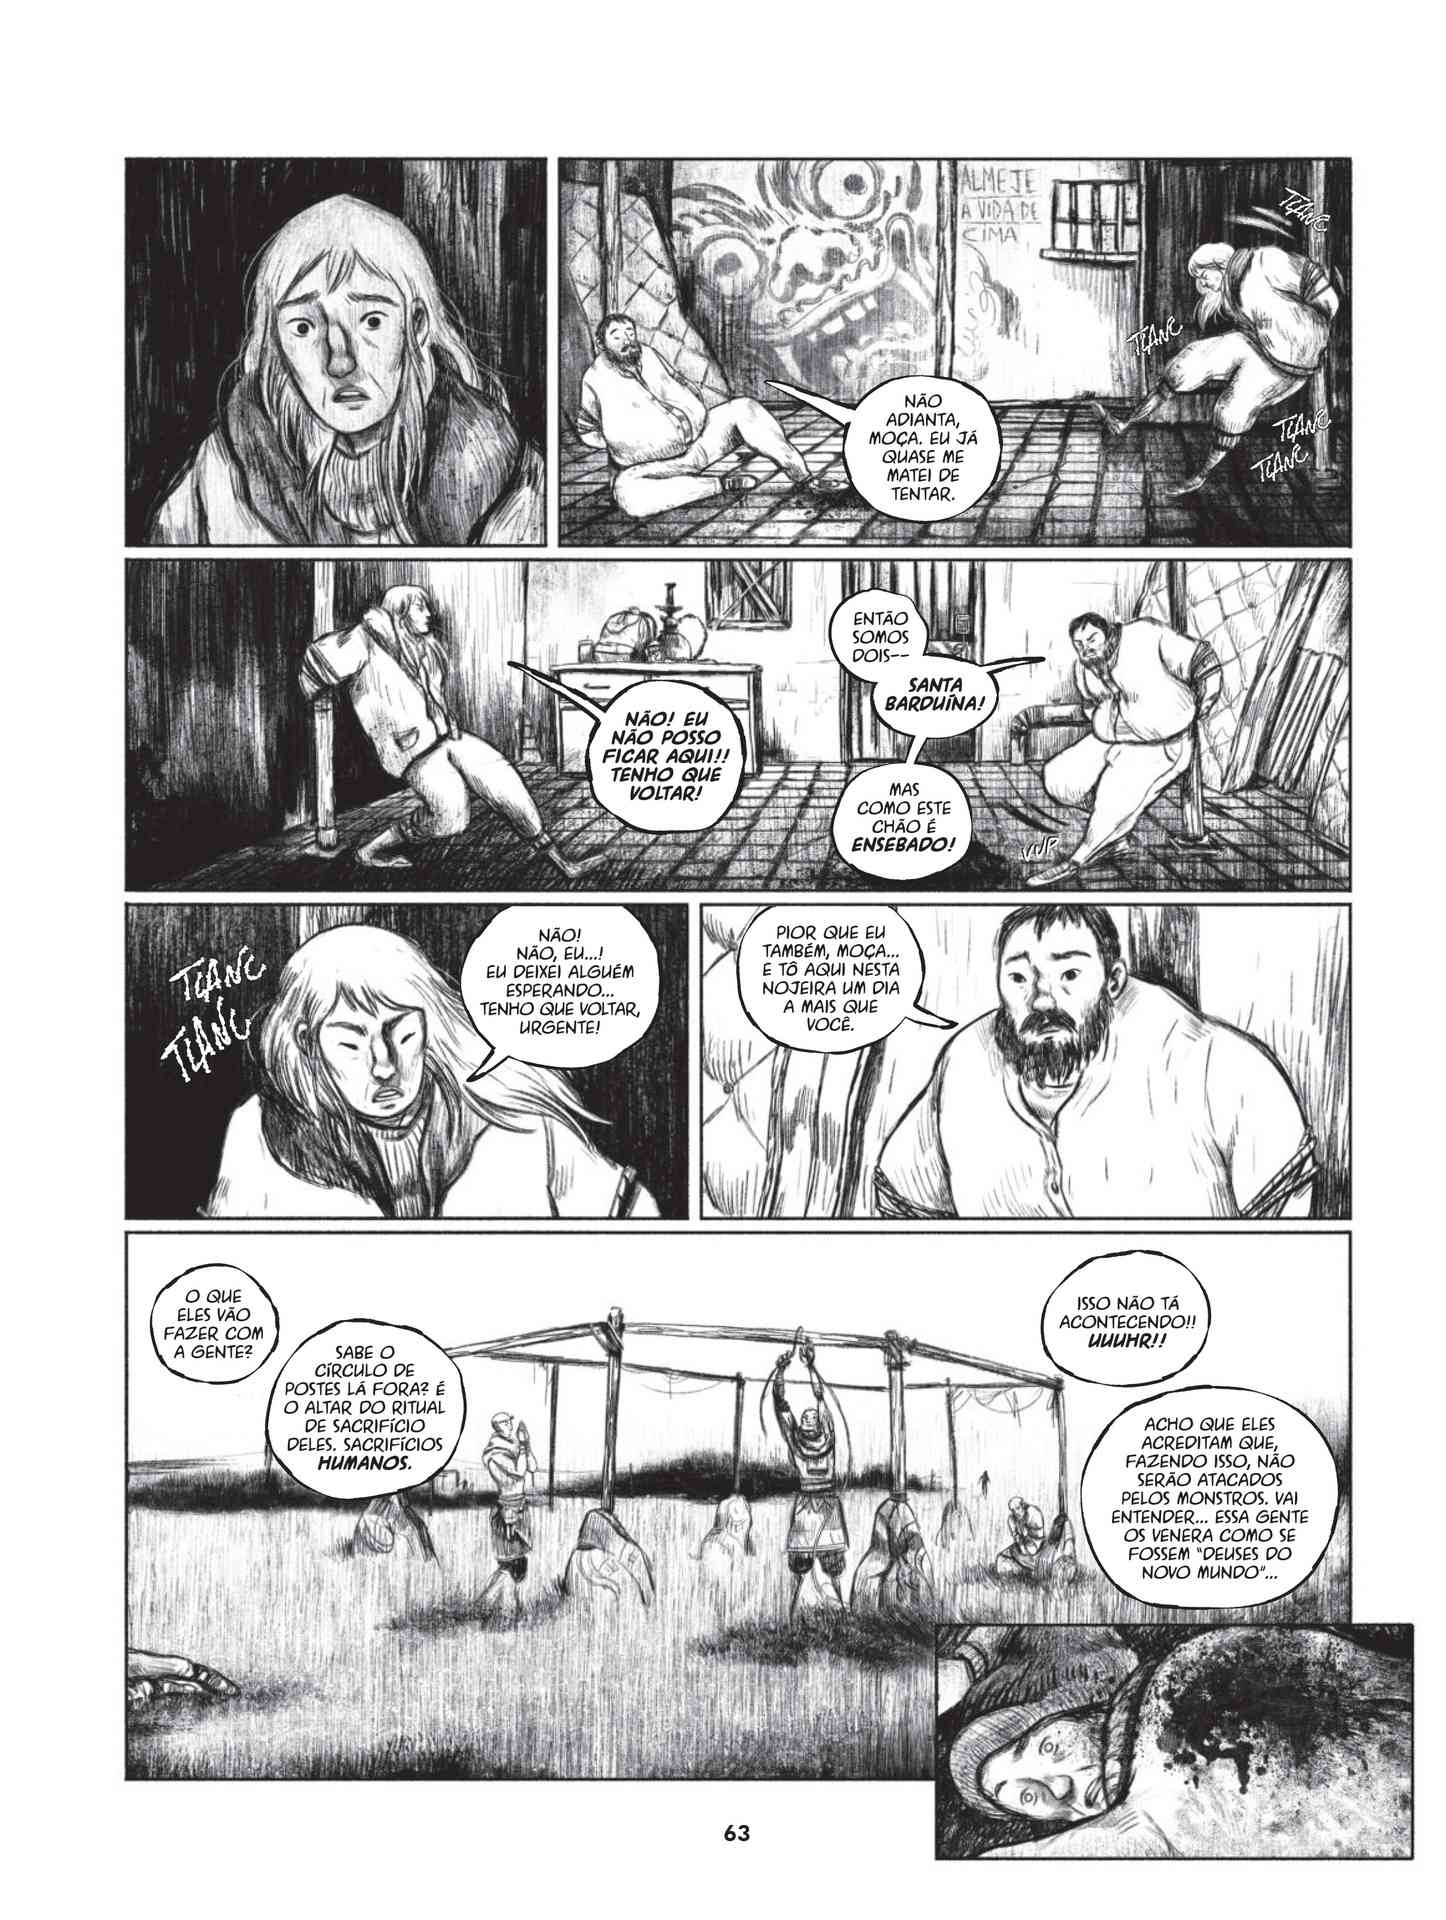 ALMEJE
A VIDA DE
CIMA
TLANC
TLANC
TLANC
TLANC
NÃO
ADIANTA,
MOÇA. EU JÁ
QUASE ME
MATEI DE
TENTAR.
NÃO! EU
NÃO POSSO
FICAR AQUI!!
TENHO QUE
VOLTAR!
ENTÃO
SOMOS
DOIS--
SANTA
BARDUÍNA!
MAS
COMO ESTE
CHÃO É
ENSEBADO!
VUP
TLANC
TLANC
NÃO!
NÃO, EU...!
EU DEIXEI ALGUÉM
ESPERANDO...
TENHO QUE VOLTAR,
URGENTE!
PIOR QUE EU
TAMBÉM, MOÇA...
E TÔ AQUI NESTA
NOJEIRA UM DIA
A MAIS QUE
VOCÊ.
O QUE
ELES VÃO
FAZER COM
A GENTE?
SABE O
CÍRCULO DE
POSTES LÁ FORA? É
O ALTAR DO RITUAL
DE SACRIFÍCIO
DELES. SACRIFÍCIOS
HUMANOS.
ISSO NÃO TÁ
ACONTECENDO!!
UUUHR!!
ACHO QUE ELES
ACREDITAM QUE,
FAZENDO ISSO, NÃO
SERÃO ATACADOS
PELOS MONSTROS. VAI
ENTENDER... ESSA GENTE
OS VENERA COMO SE
FOSSEM "DEUSES DO
NOVO MUNDO"...
63